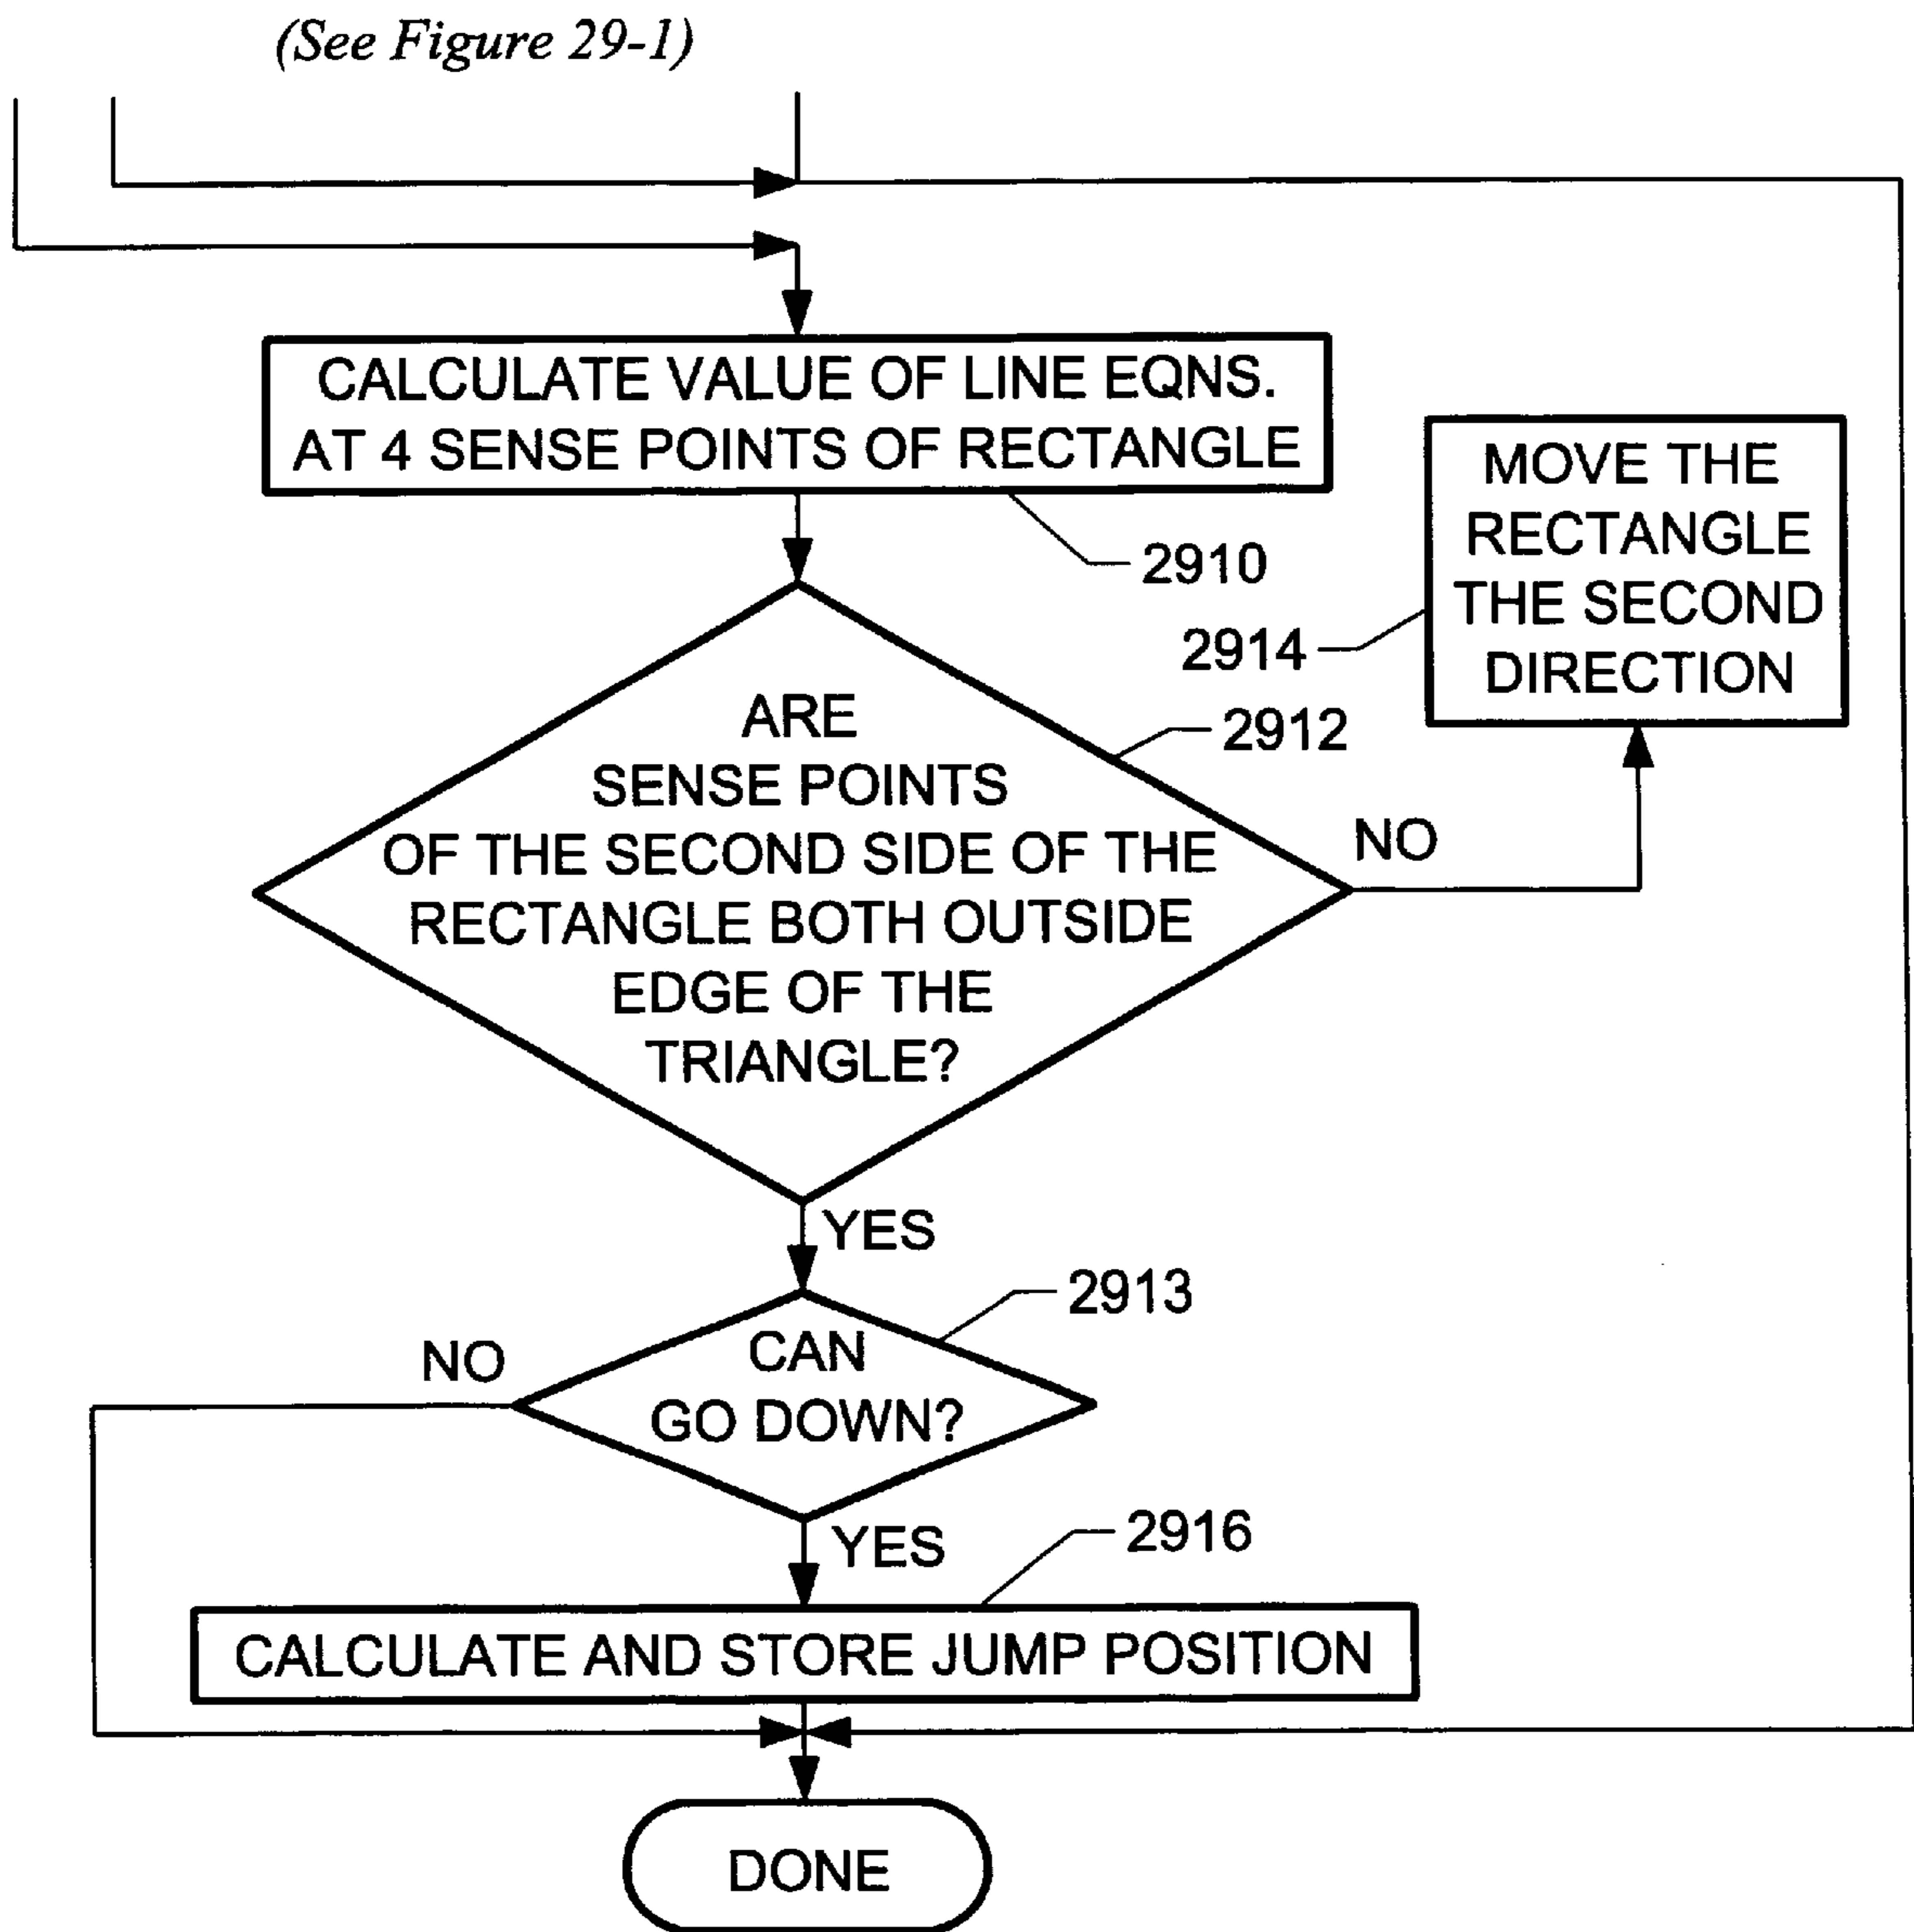 (See Figure 29-1)
CALCULATE VALUE OF LINE EQNS.
AT 4 SENSE POINTS OF RECTANGLE
2910
MOVE THE
RECTANGLE
THE SECOND
DIRECTION
2914
2912
ARE
SENSE POINTS
OF THE SECOND SIDE OF THE
RECTANGLE BOTH OUTSIDE
EDGE OF THE
TRIANGLE?
NO
YES
2913
CAN
GO DOWN?
NO
YES
2916
CALCULATE AND STORE JUMP POSITION
DONE